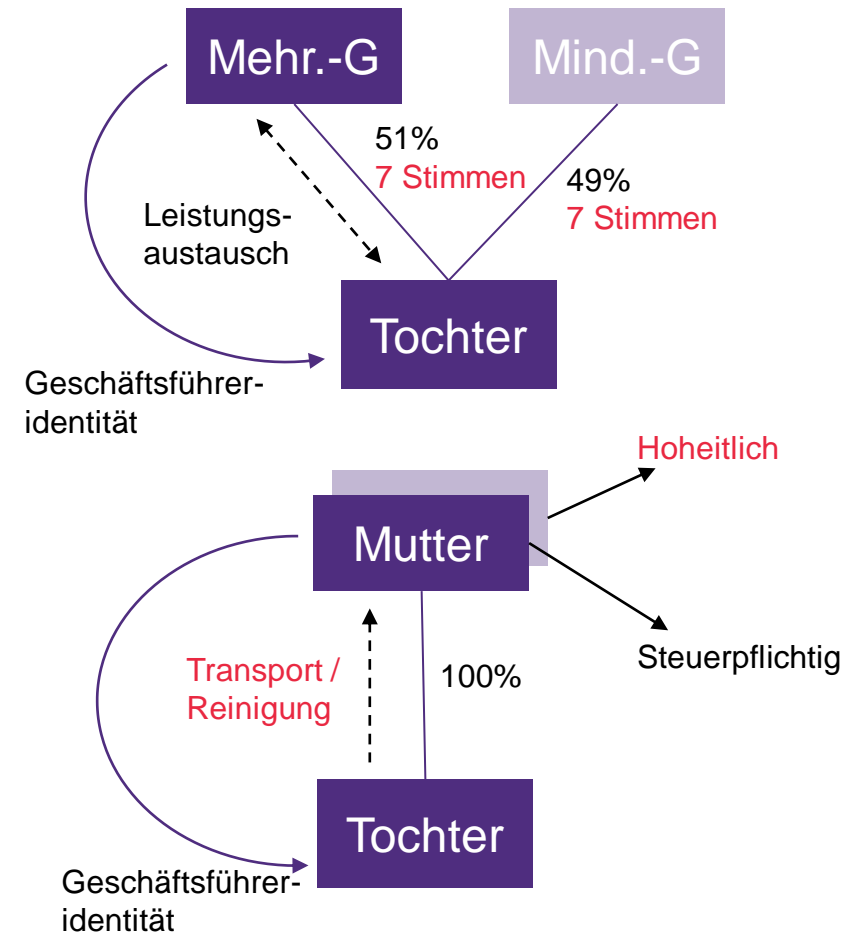 Mehr.-G
Mind.-G
51%
7 Stimmen
49%
7 Stimmen
Leistungs-
austausch
Tochter
Geschäftsführer-
identität
Hoheitlich
Mutter
Steuerpflichtig
Transport /
Reinigung
100%
Tochter
Geschäftsführer-
identität